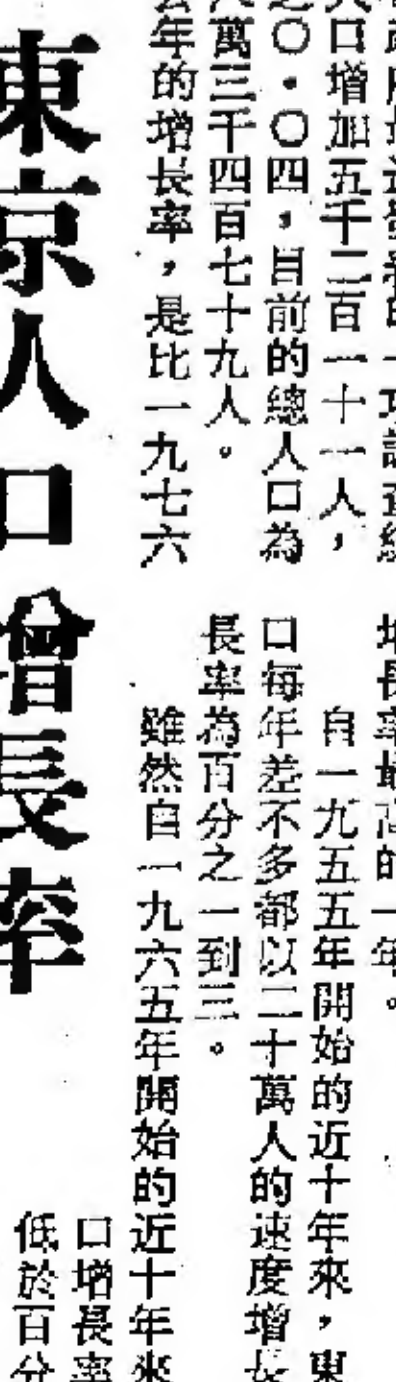 東京人口增長率
人口增加五千二百一十一人，
之〇・〇四，目前的總人口為
萬三千四百七十九人。
去年的增長率，是比一九七六
增長率最高的一年。
自一九五五年開始的近十年來，東
口每年差不多都以二十萬人的速度增長
長率為百分之一到三。
雖然自一九六五年開始的近十年來
口增長率
低於百分